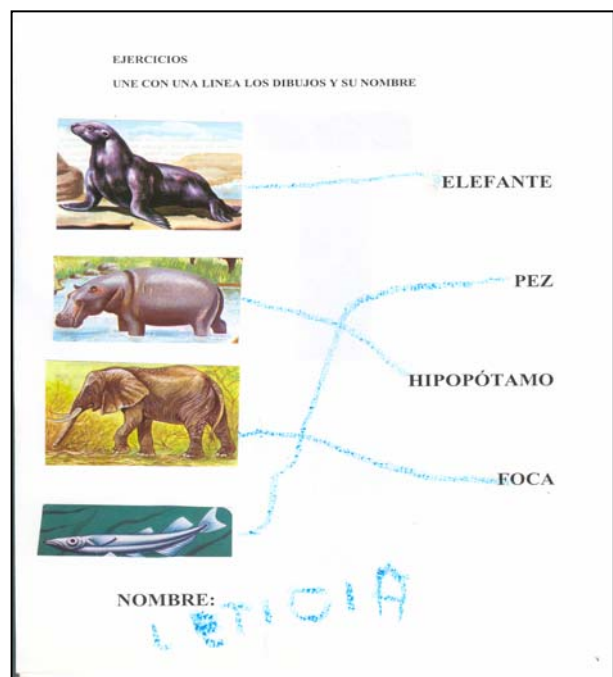 EJERCICIOS
UNE CON UNA LINEA LOS DIBUJOS Y SU NOMBRE
ELEFANTE
PEZ
HIPOPÓTAMO
FOCA
NOMBRE:
LeTICIA